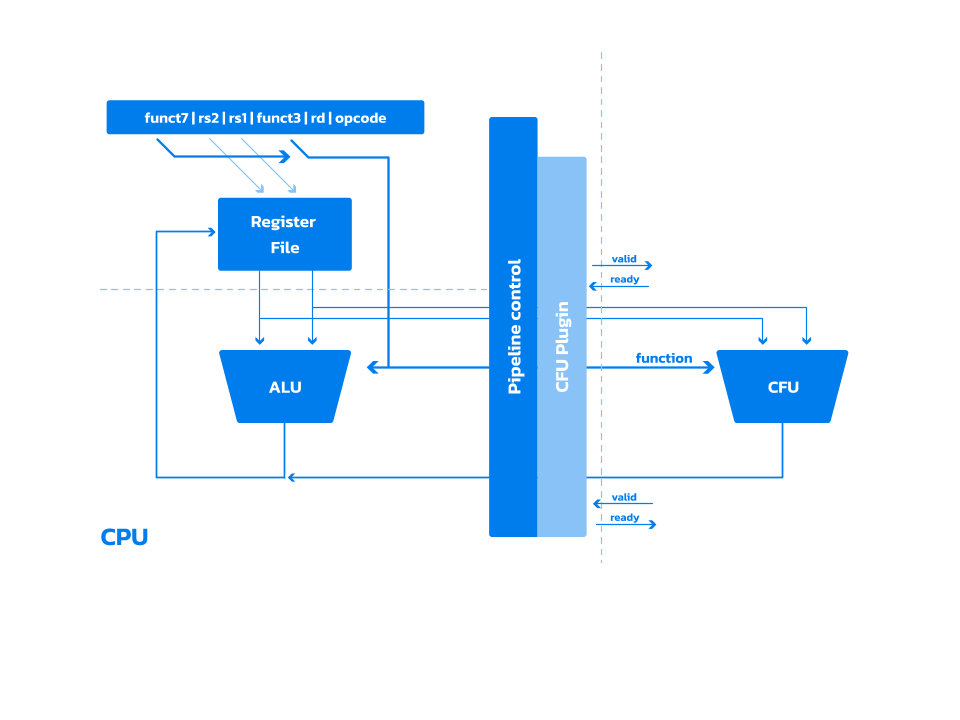 funct7 | rs2 | rs1 | funct3 | rd | opcode
Register
File
Pipeline control
CFU Plugin
valid
ready
function
ALU
CFU
valid
ready
CPU